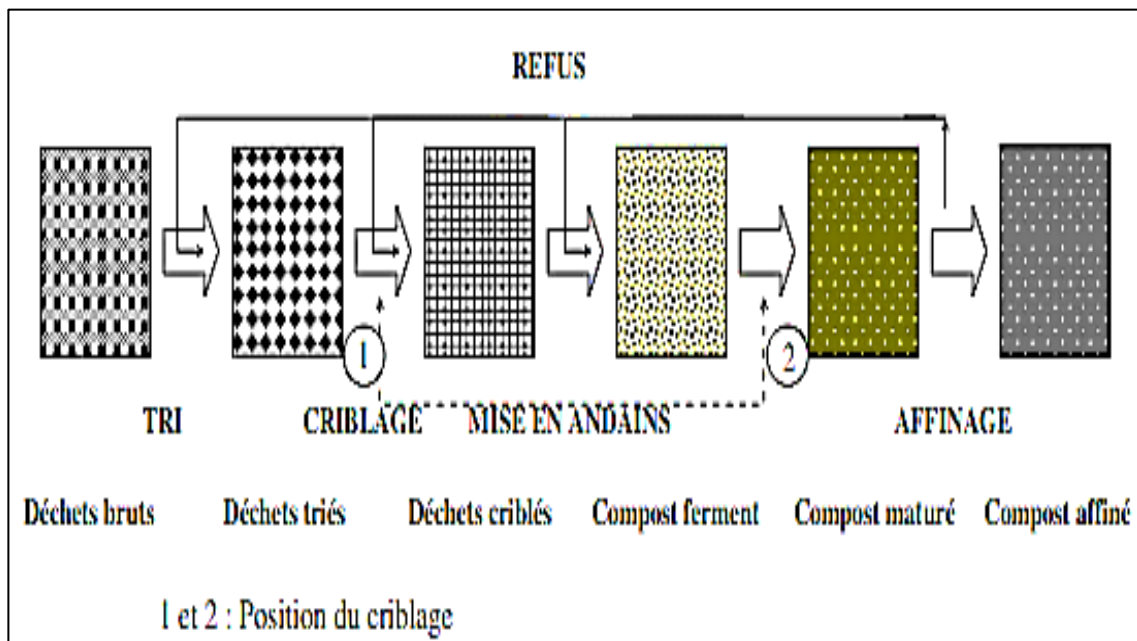 REFUS
1
2
TRI CRIBLAGE MISE EN ANDAINS AFFINAGE
Déchets bruts Déchets triés Déchets criblés Compost ferment Compost maturé Compost affiné
1 et 2 : Position du criblage